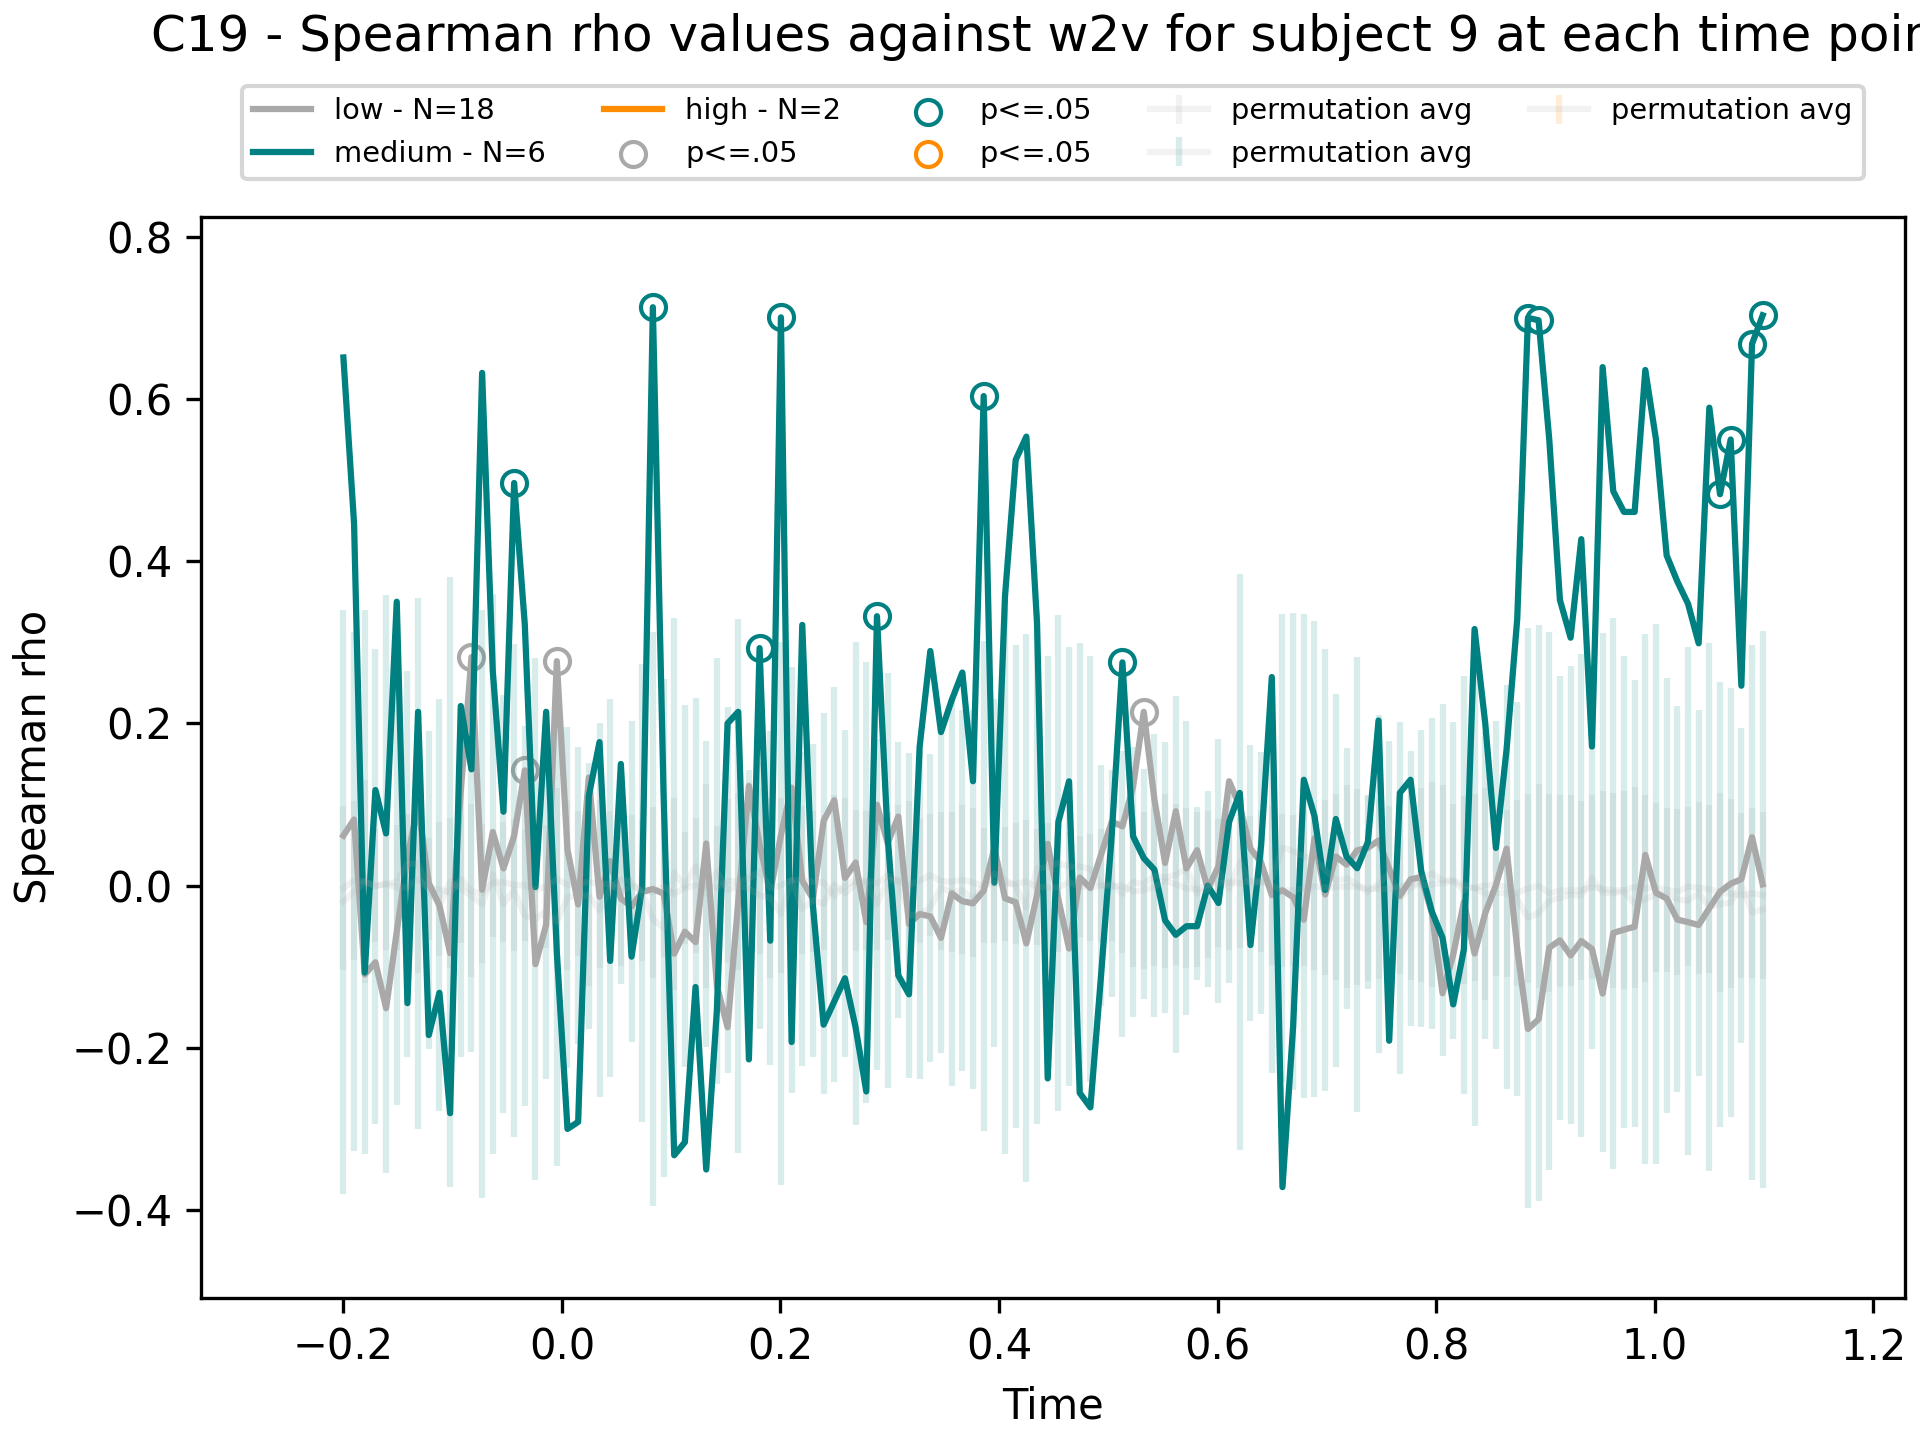 C19 - Spearman rho values against w2v for subject 9 at each time poin
low - N=18 high - N=2 p<=.05 permutation avg permutation avg
medium - N=6 p<=.05 p<=.05 permutation avg
0.8
0.6
0.4
0.2
0.0
−0.2
−0.4
Spearman rho
−0.2 0.0 0.2 0.4 0.6 0.8 1.0 1.2
Time